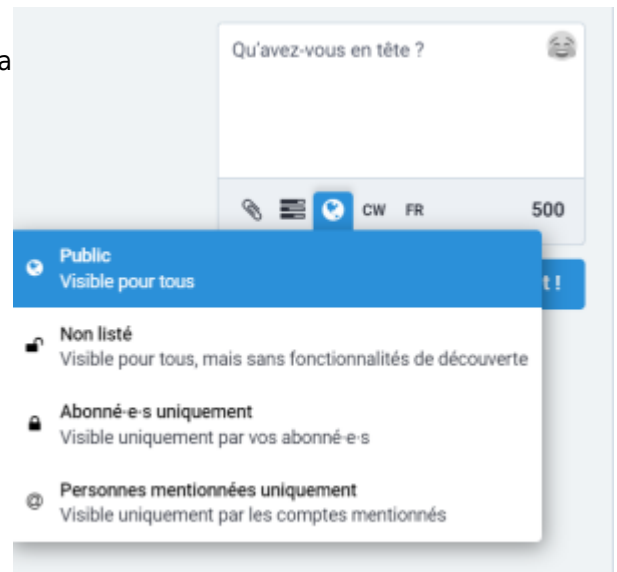 a
Qu'avez-vous en tête ?
CW FR 500
Public
Visible pour tous
t !
Non listé
Visible pour tous, mais sans fonctionnalités de découverte
Abonné·e·s uniquement
Visible uniquement par vos abonné·e·s
@ Personnes mentionnées uniquement
Visible uniquement par les comptes mentionnés